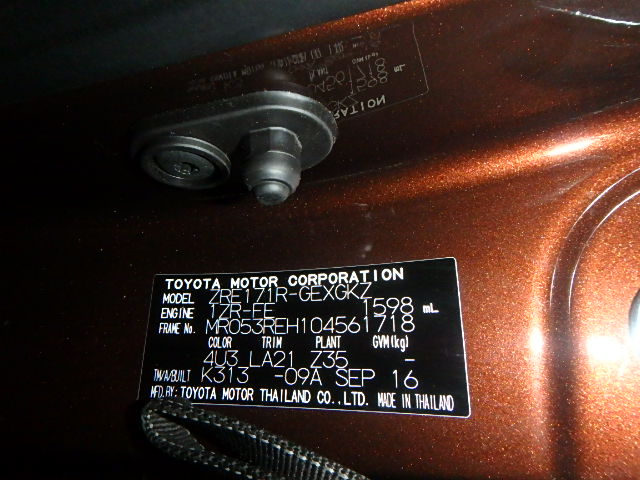 TOYOTA MOTOR CORPORATION
MODEL ZRE171R-GEXGKZ
ENGINE 1ZR-FE 1598 mL
FRAME No. MR053REH104561718
COLOR TRIM PLANT GVM(kg)
4U3 LA21 Z35 -
TM/A/BUILT K313 -09A SEP 16
MFD.BY: TOYOTA MOTOR THAILAND CO.,LTD. MADE IN THAILAND